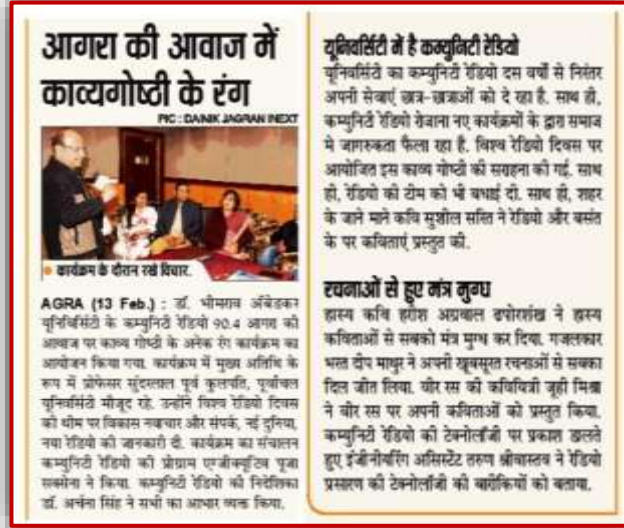 आगरा की आवाज में
काव्यगोष्ठी के रंग
PIC : DAINIK JAGRAN INEXT
कार्यक्रम के दौरान रखे विचार.
AGRA (13 Feb.) : डॉ. भीमराव अंबेडकर
यूनिविर्सिटी के कम्युनिटी रेडियो 90.4 आगरा की
आवाज पर काव्य गोष्ठी के अनेक रंग कार्यक्रम का
आयोजन किया गया. कार्यक्रम में मुख्य अतिथि के
रूप में प्रोफेसर सुंदरलाल पूर्व कुलपति, पूर्वांचल
यूनिवर्सिटी मौजूद रहे. उन्होंने विश्व रेडियो दिवस
की थीम पर विकास नवाचार और संपर्क, नई दुनिया,
नया रेडियो की जानकारी दी. कार्यक्रम का संचालन
कम्युनिटी रेडियो की प्रोग्राम एग्जीक्यूटिव पूजा
सक्सेना ने किया. कम्युनिटी रेडियो की निदेशिका
डॉ. अर्चना सिंह ने सभी का आभार व्यक्त किया.
यूनिवर्सिटी में है कम्युनिटी रेडियो
यूनिवर्सिटी का कम्युनिटी रेडियो दस वर्षों से निरंतर
अपनी सेवाएं छात्र-छात्राओं को दे रहा है. साथ ही,
कम्युनिटी रेडियो रोजाना नए कार्यक्रमों के द्वारा समाज
मे जागरुकता फैला रहा है. विश्व रेडियो दिवस पर
आयोजित इस काव्य गोष्ठी की सराहना की गई. साथ
ही, रेडियो की टीम को भी बधाई दी. साथ ही, शहर
के जाने माने कवि सुशील सरित ने रेडियो और बसंत
के पर कविताएं प्रस्तुत की.
रचनाओं से हुए मंत्र मुग्ध
हास्य कवि हरीश अग्रवाल ढपोरशंख ने हास्य
कविताओं से सबको मंत्र मुग्ध कर दिया. गजलकार
भरत दीप माथुर ने अपनी खूबसूरत रचनाओं से सबका
दिल जीत लिया. वीर रस की कवियित्री जूही मिश्रा
ने वीर रस पर अपनी कविताओं को प्रस्तुत किया.
कम्युनिटी रेडियो की टेक्नोलॉजी पर प्रकाश डालते
हुए इंजीनीयरिंग असिस्टेंट तरुण श्रीवास्तव ने रेडियो
प्रसारण की टेक्नोलॉजी की बारीकियों को बताया.